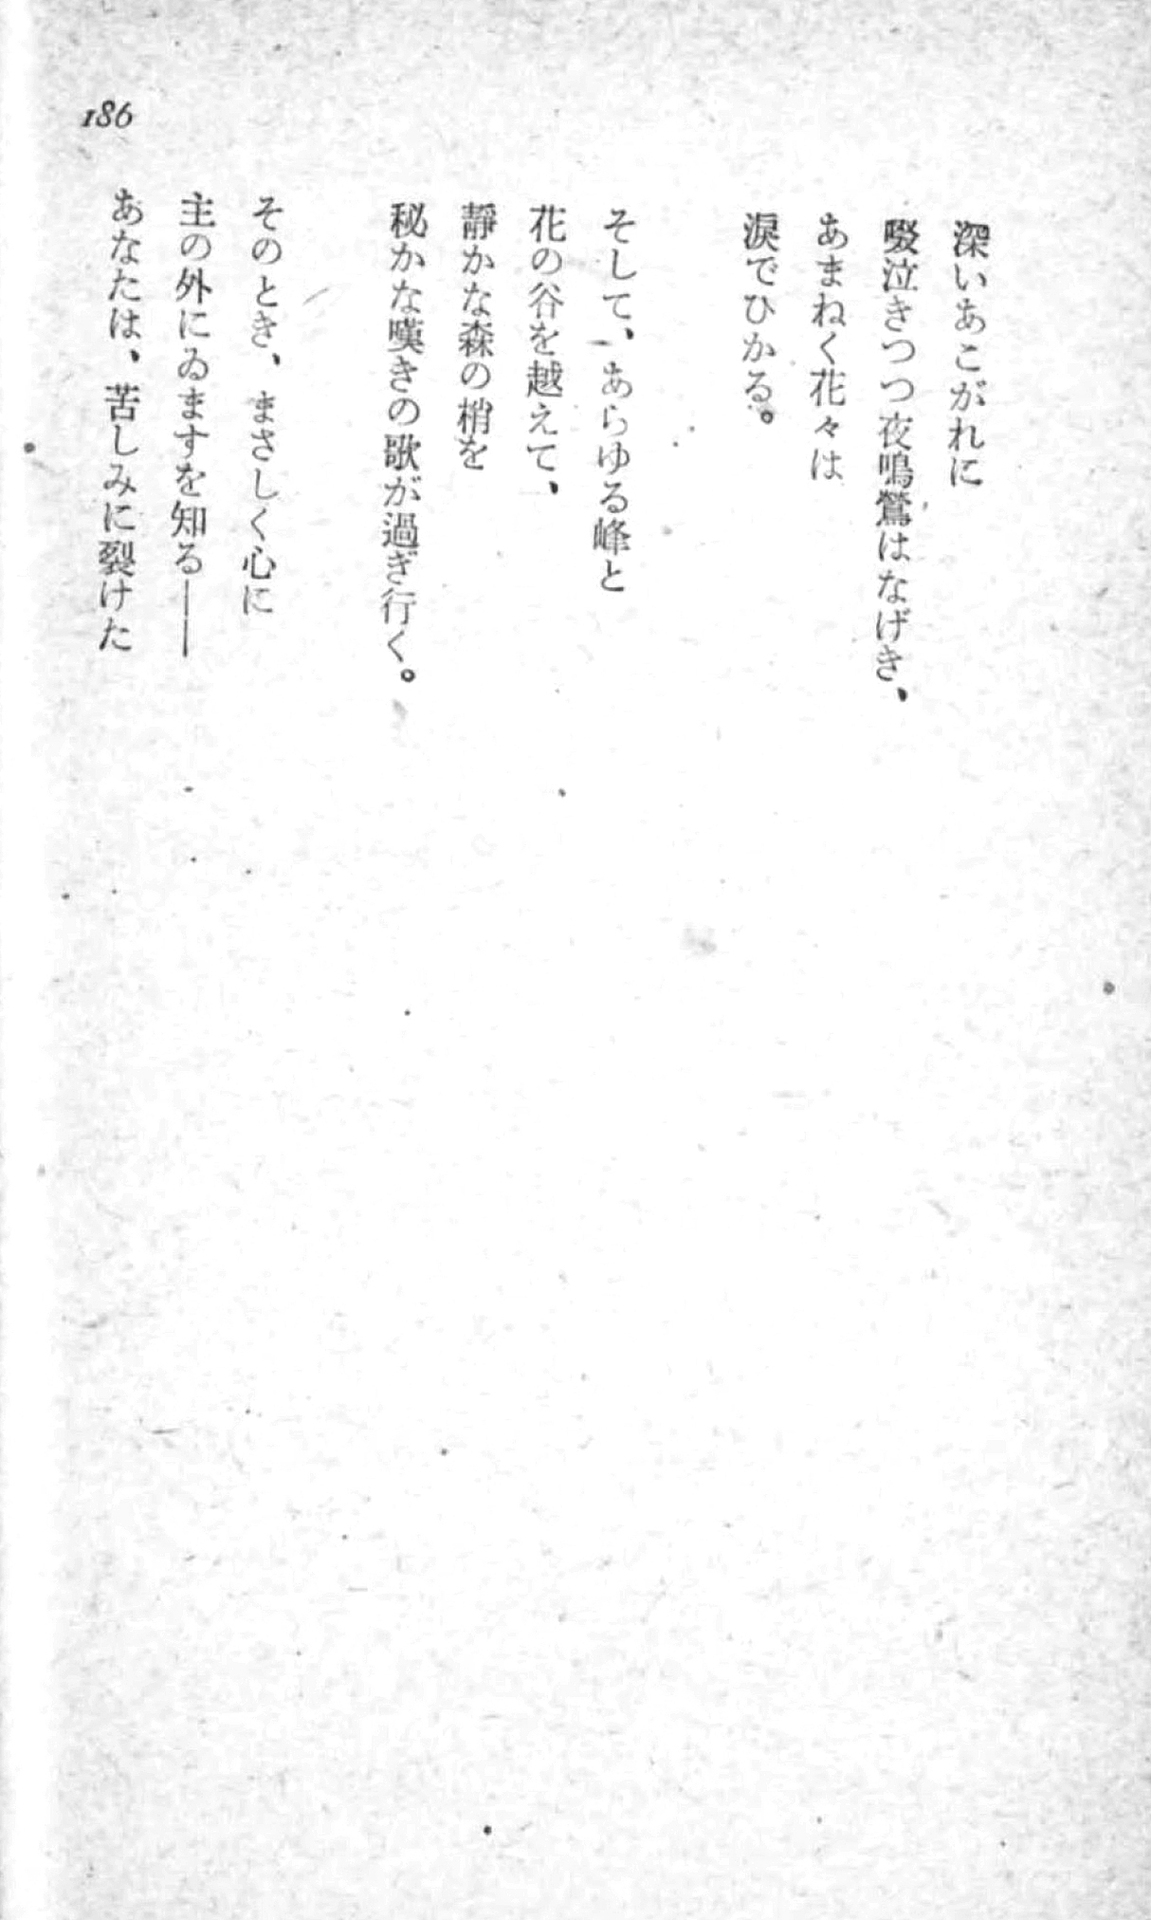 深いあこがれに
啜泣きつつ夜鳴鶯はなげき、
あまねく花々は
涙でひかる。
そして、あらゆる峰と
花の谷を越えて、
靜かな森の梢を
秘かな嘆きの歌が過ぎ行く。
そのとき、まさしく心に
主の外にゐますを知る——
あなたは、苦しみに裂けた
186